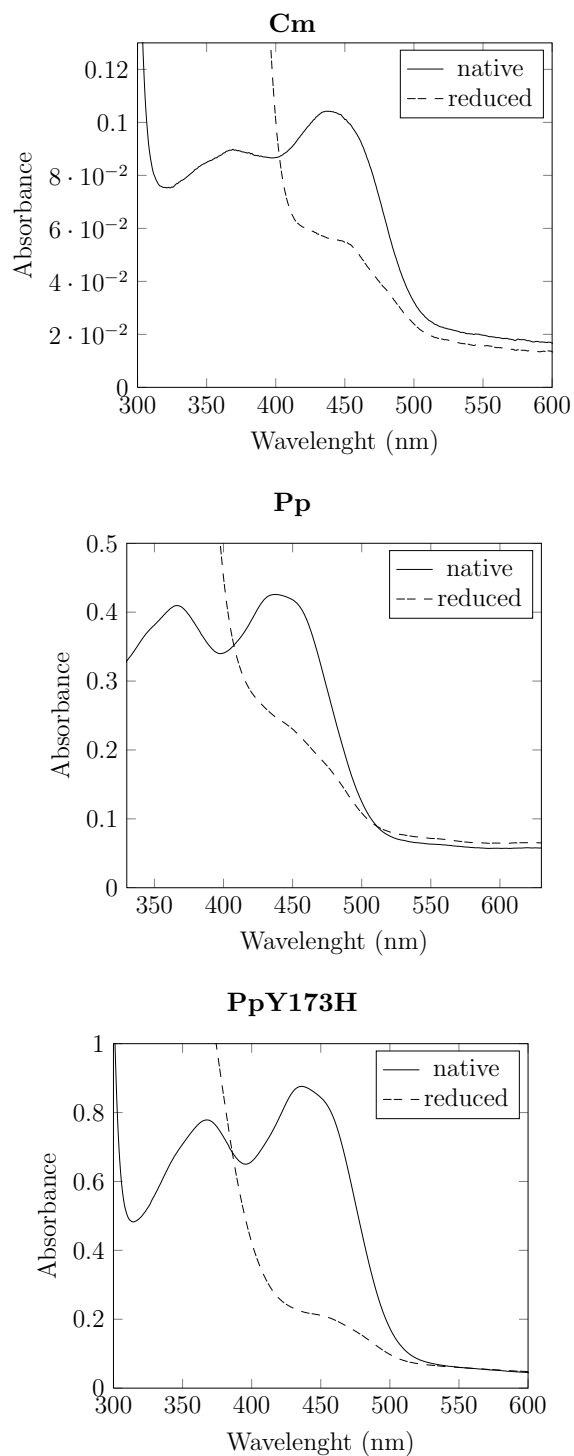 Cm
native
reduced
0.12
0.1
8 · 10⁻²
6 · 10⁻²
4 · 10⁻²
2 · 10⁻²
0
Absorbance
300 350 400 450 500 550 600
Wavelenght (nm)
Pp
native
reduced
0.5
0.4
0.3
0.2
0.1
0
Absorbance
350 400 450 500 550 600
Wavelenght (nm)
PpY173H
native
reduced
1
0.8
0.6
0.4
0.2
0
Absorbance
300 350 400 450 500 550 600
Wavelenght (nm)